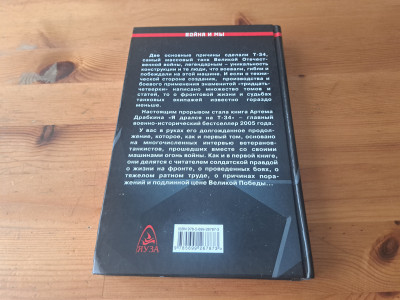 ВОЙНА И МЫ
Две основные причины сделали Т-34,
самый массовый танк Великой Отечест-
венной войны, легендарным – уникальность
конструкции и те люди, что воевали, гибли и
побеждали на этой машине. И если о техни-
ческой стороне создания, производства и
боевого применения знаменитой «тридцать-
четверки» написано множество томов и
статей, то о фронтовой жизни и судьбах
танковых экипажей известно гораздо
меньше.
Настоящим прорывом стала книга Артема
Драбкина «Я дрался на Т-34» – главный
военно-исторический бестселлер 2005 года.
У вас в руках его долгожданное продол-
жение, которое, как и первый том, основано
на многочисленных интервью ветеранов-
танкистов, прошедших вместе со своими
машинами огонь войны. Как и в первой книге,
они делятся с читателем солдатской правдой
о жизни на фронте, о проведенных боях, о
тяжелом ратном труде, о причинах пора-
жений и подлинной цене Великой Победы...
ЯУЗА